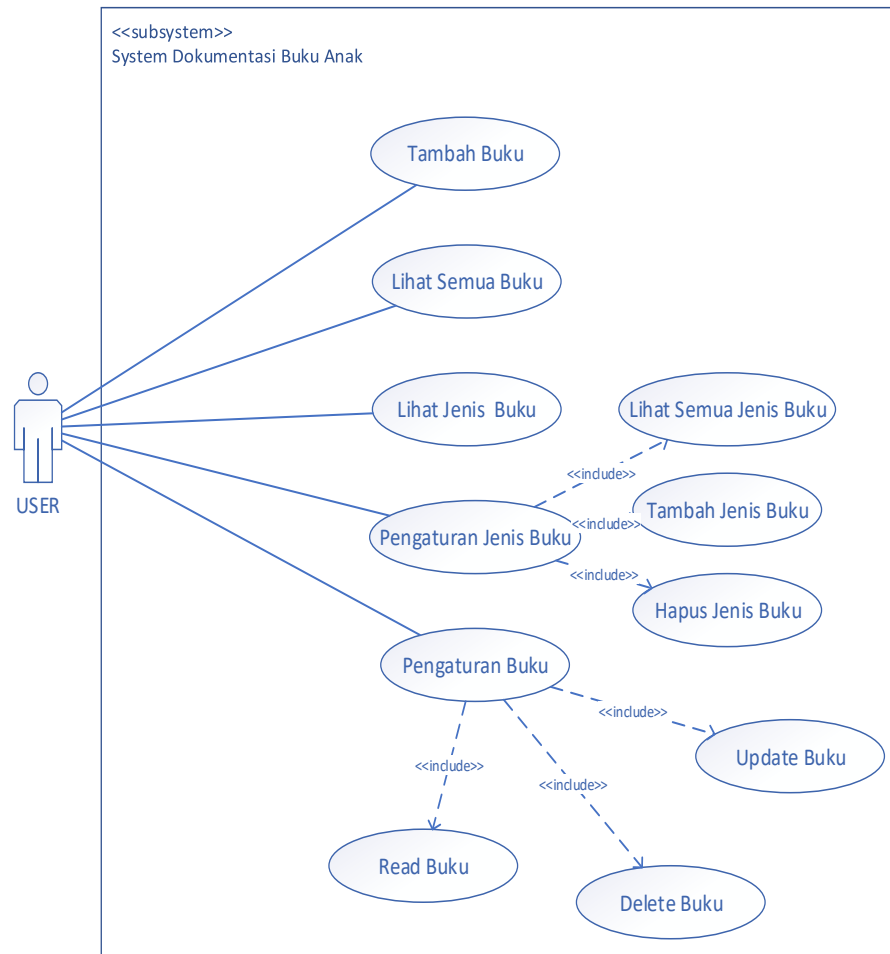 <<subsystem>>
System Dokumentasi Buku Anak
Tambah Buku
Lihat Semua Buku
Lihat Jenis  Buku
Lihat Semua Jenis Buku
<<include>>
USER
Pengaturan Jenis Buku
<<include>>
Tambah Jenis Buku
<<include>>
Hapus Jenis Buku
Pengaturan Buku
<<include>>
Update Buku
<<include>>
<<include>>
Read Buku
Delete Buku